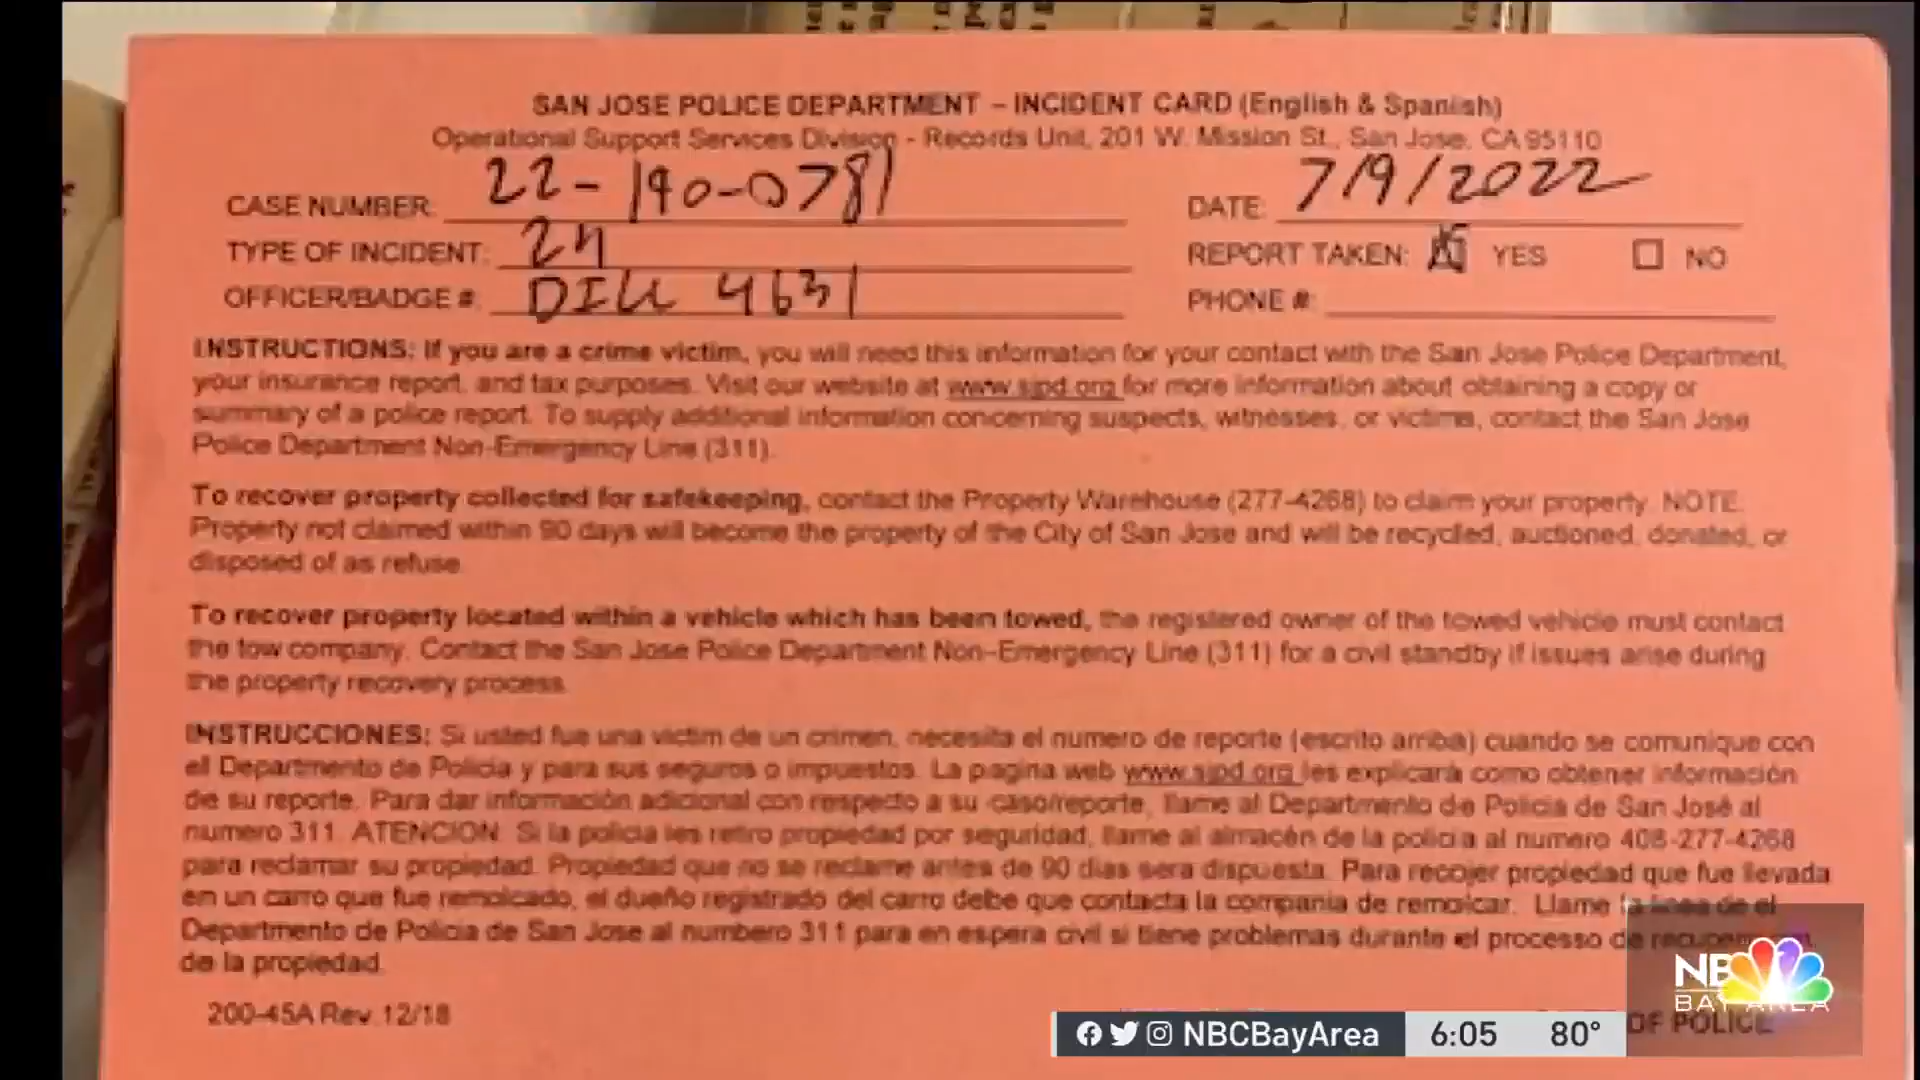 SAN JOSE POLICE DEPARTMENT – INCIDENT CARD (English & Spanish)
Operational Support Services Division - Records Unit, 201 W. Mission St., San Jose, CA 95110
CASE NUMBER: 22-190-0781 DATE: 7/9/2022
TYPE OF INCIDENT: REPORT TAKEN: YES NO
OFFICER/BADGE #: 4631 PHONE #:
INSTRUCTIONS: If you are a crime victim, you will need this information for your contact with the San Jose Police Department,
your insurance report, and tax purposes. Visit our website at www.sjpd.org for more information about obtaining a copy or
summary of a police report. To supply additional information concerning suspects, witnesses, or victims, contact the San Jose
Police Department Non-Emergency Line (311).
To recover property collected for safekeeping, contact the Property Warehouse (277-4268) to claim your property. NOTE:
Property not claimed within 90 days will become the property of the City of San Jose and will be recycled, auctioned, donated, or
disposed of as refuse.
To recover property located within a vehicle which has been towed, the registered owner of the towed vehicle must contact
the tow company. Contact the San Jose Police Department Non-Emergency Line (311) for a civil standby if issues arise during
the property recovery process.
INSTRUCCIONES: Si usted fue una victim de un crimen, necesita el numero de reporte (escrito arriba) cuando se comunique con
el Departmento de Policia y para sus seguros o impuestos. La pagina web www.sjpd.org les explicará como obtener información
de su reporte. Para dar información adicional con respecto a su caso/reporte, llame al Departmento de Policia de San José al
numero 311. ATENCION: Si la policia les retiro propiedad por seguridad, llame al almacén de la policia al numero 408-277-4268
para reclamar su propiedad. Propiedad que no se reclame antes de 90 dias sera dispuesta. Para recojer propiedad que fue llevada
en un carro que fue remolcado, el dueño registrado del carro debe que contacta la compania de remolcar. Llame la linea de el
Departmento de Policia de San Jose al numbero 311 para en espera civil si tiene problemas durante el proceso de
de la propiedad.
200-45A Rev. 12/18
OF POLICE
NBC
BAY AREA
NBCBayArea 6:05 80°